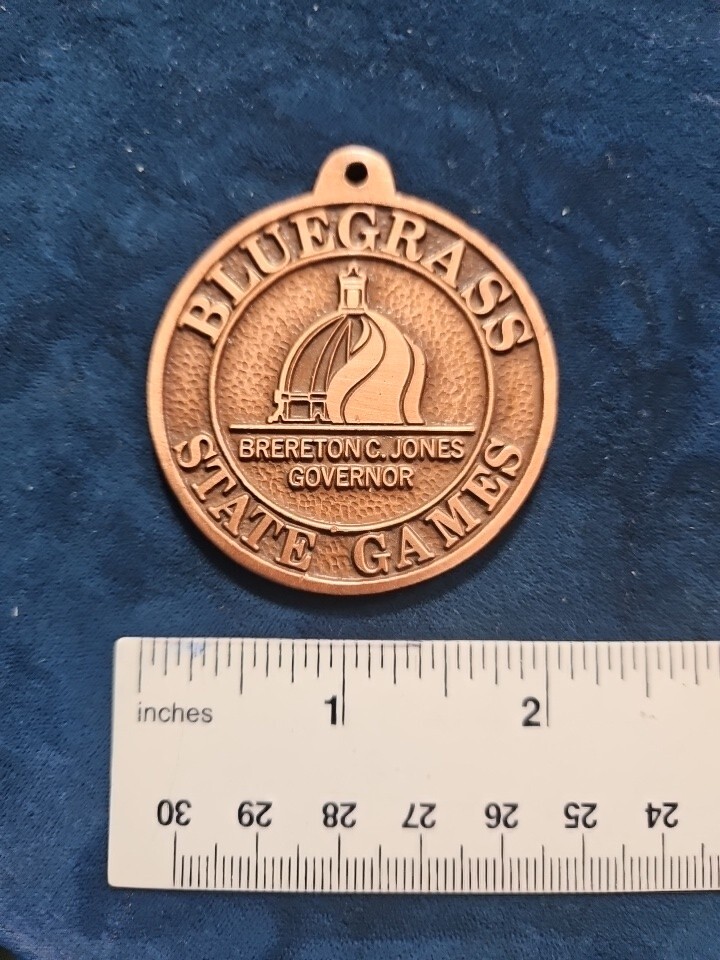 BLUEGRASS
BRERETON C. JONES
GOVERNOR
STATE GAMES
1 2
inches
30 29 28 27 26 25 24